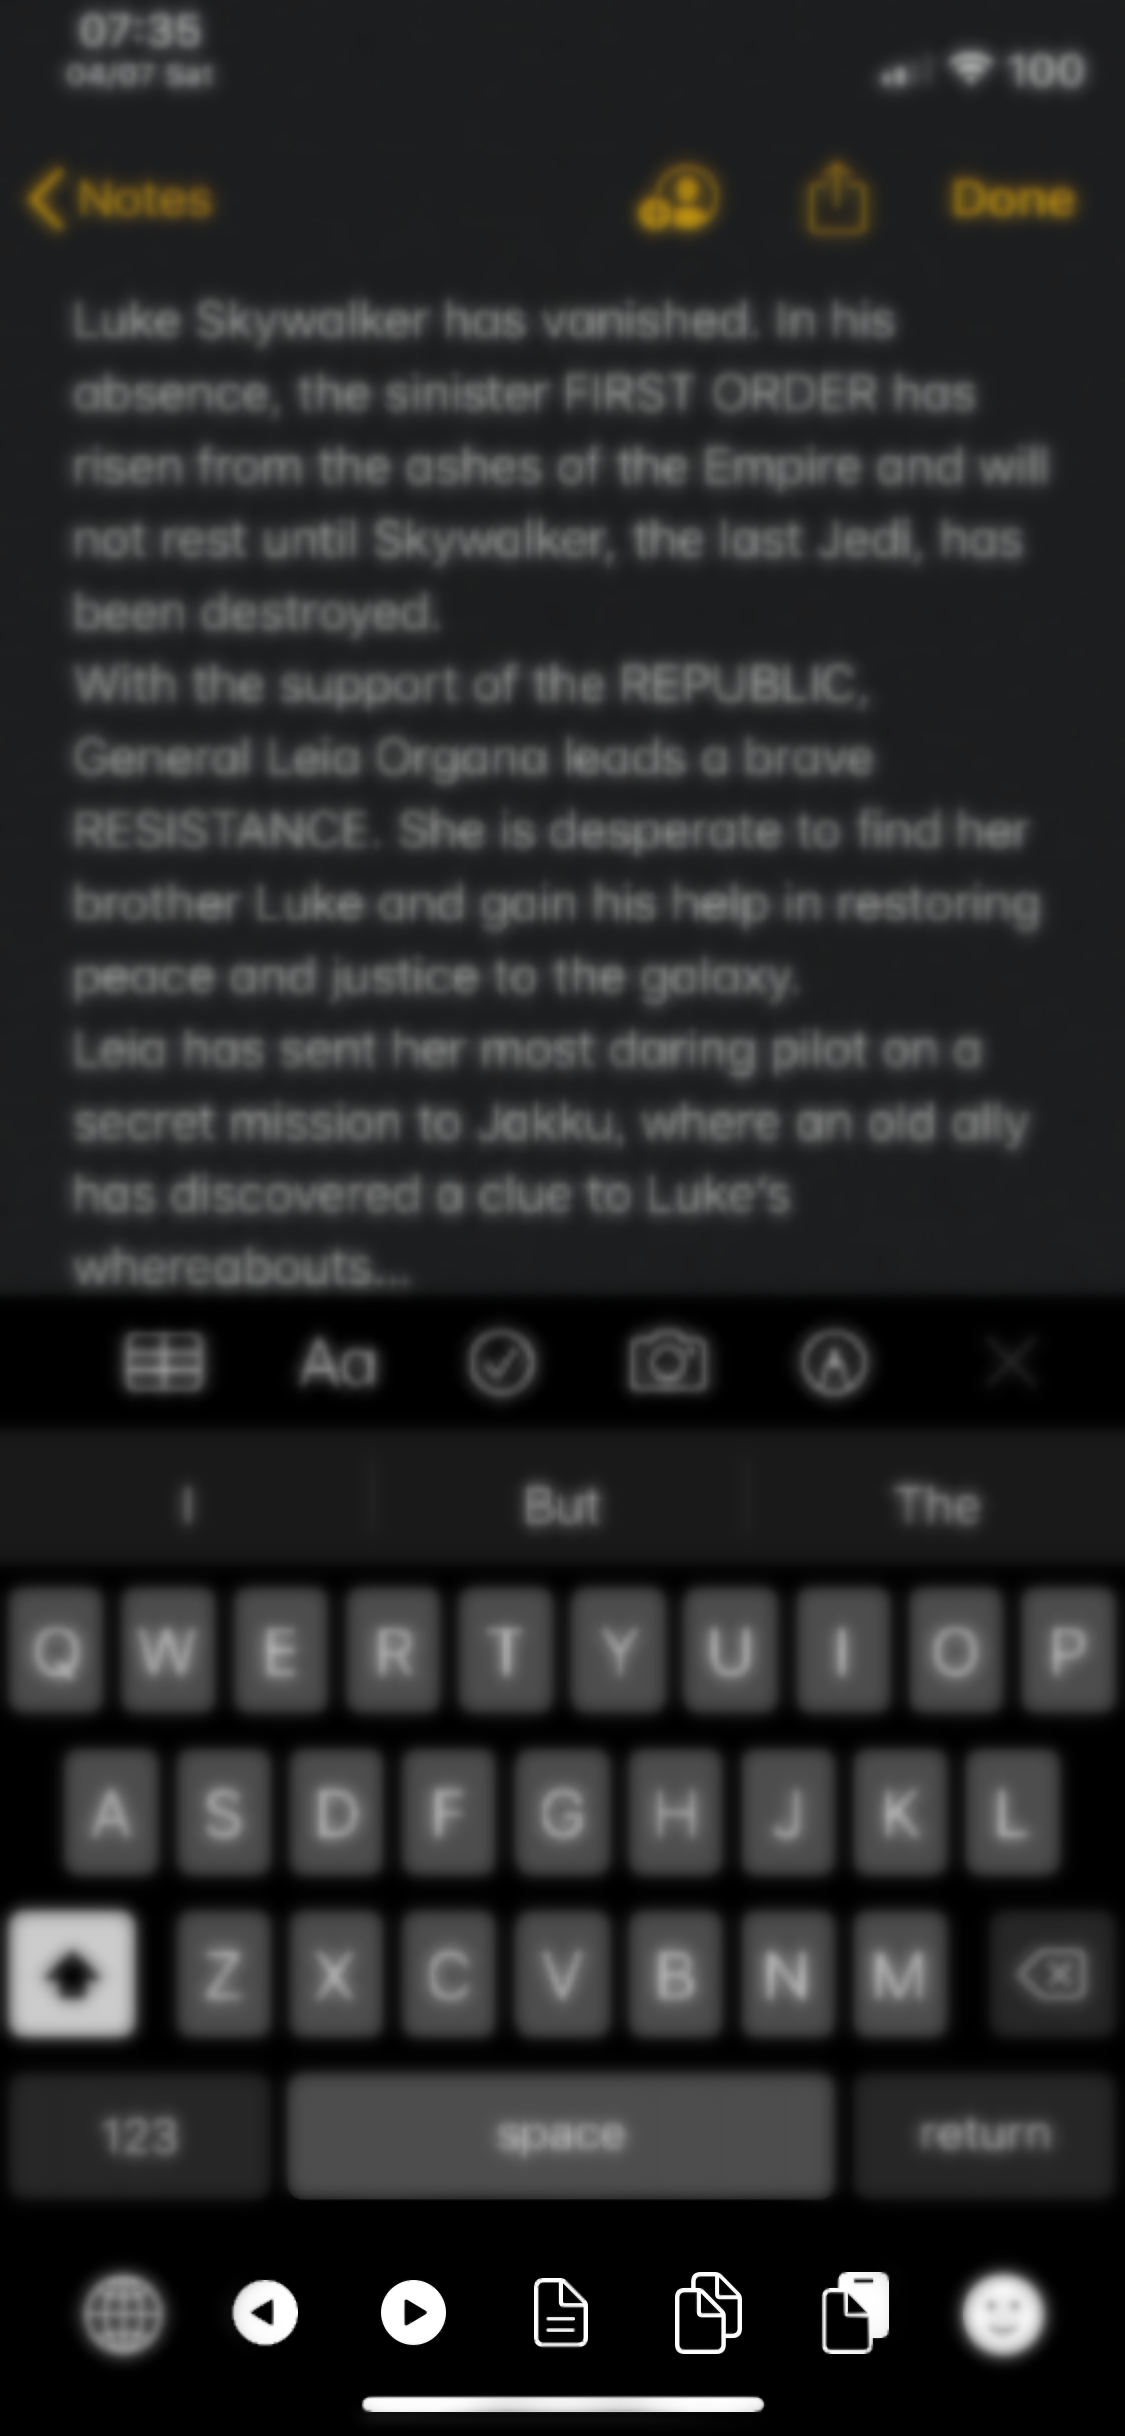 07:35
04/07 Sat
100
Notes
Done
Luke Skywalker has vanished. In his
absence, the sinister FIRST ORDER has
risen from the ashes of the Empire and will
not rest until Skywalker, the last Jedi, has
been destroyed.
With the support of the REPUBLIC,
General Leia Organa leads a brave
RESISTANCE. She is desperate to find her
brother Luke and gain his help in restoring
peace and justice to the galaxy.
Leia has sent her most daring pilot on a
secret mission to Jakku, where an old ally
has discovered a clue to Luke's
whereabouts...
Aa
I But The
Q W E R T Y U I O P
A S D F G H J K L
Z X C V B N M
123 space return